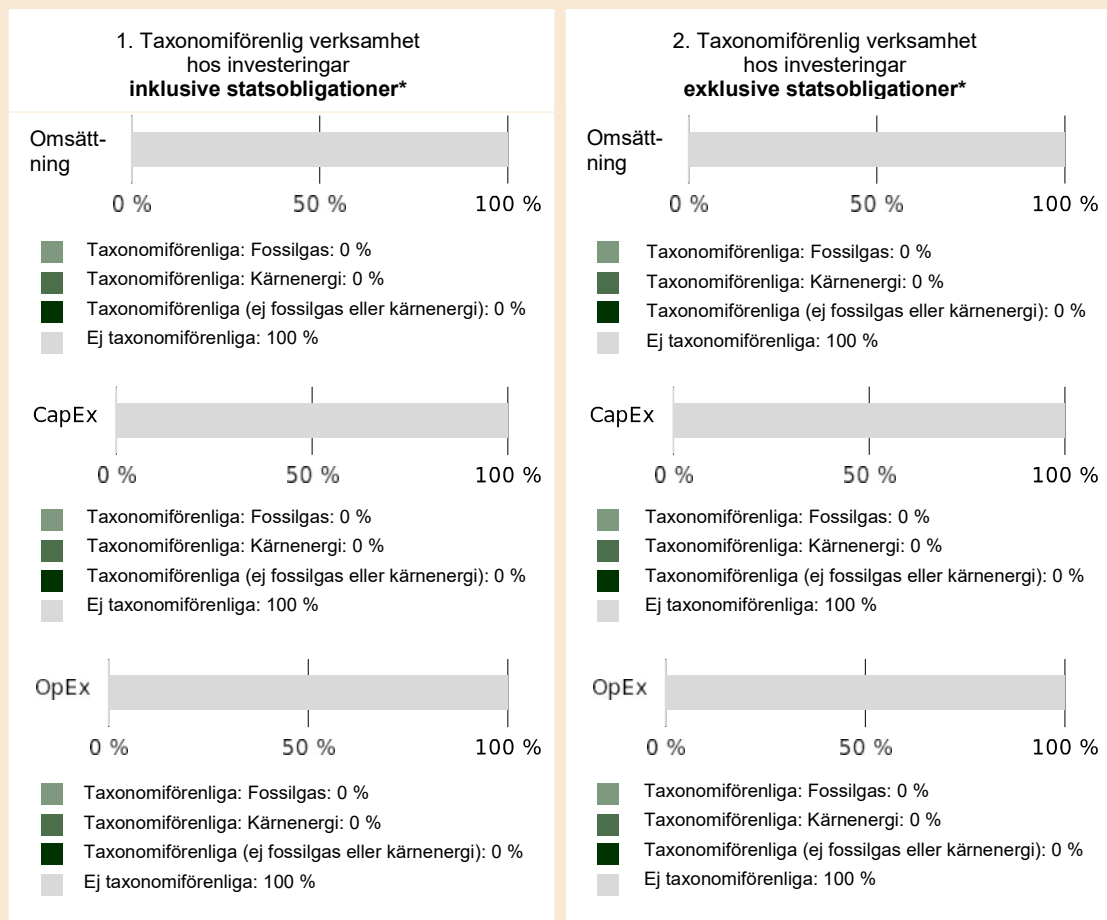 1. Taxonomiförenlig verksamhet
hos investeringar
inklusive statsobligationer*
Omsätt-
ning
0 %
50 %
100 %
Taxonomiförenliga: Fossilgas: 0 %
Taxonomiförenliga: Kärnenergi: 0 %
Taxonomiförenliga (ej fossilgas eller kärnenergi): 0 %
Ej taxonomiförenliga: 100 %
CapEx
0 %
50 %
100 %
Taxonomiförenliga: Fossilgas: 0 %
Taxonomiförenliga: Kärnenergi: 0 %
Taxonomiförenliga (ej fossilgas eller kärnenergi): 0 %
Ej taxonomiförenliga: 100 %
OpEx
0 %
50 %
100 %
Taxonomiförenliga: Fossilgas: 0 %
Taxonomiförenliga: Kärnenergi: 0 %
Taxonomiförenliga (ej fossilgas eller kärnenergi): 0 %
Ej taxonomiförenliga: 100 %
2. Taxonomiförenlig verksamhet
hos investeringar
exklusive statsobligationer*
Omsätt-
ning
0 %
50 %
100 %
Taxonomiförenliga: Fossilgas: 0 %
Taxonomiförenliga: Kärnenergi: 0 %
Taxonomiförenliga (ej fossilgas eller kärnenergi): 0 %
Ej taxonomiförenliga: 100 %
CapEx
0 %
50 %
100 %
Taxonomiförenliga: Fossilgas: 0 %
Taxonomiförenliga: Kärnenergi: 0 %
Taxonomiförenliga (ej fossilgas eller kärnenergi): 0 %
Ej taxonomiförenliga: 100 %
OpEx
0 %
50 %
100 %
Taxonomiförenliga: Fossilgas: 0 %
Taxonomiförenliga: Kärnenergi: 0 %
Taxonomiförenliga (ej fossilgas eller kärnenergi): 0 %
Ej taxonomiförenliga: 100 %